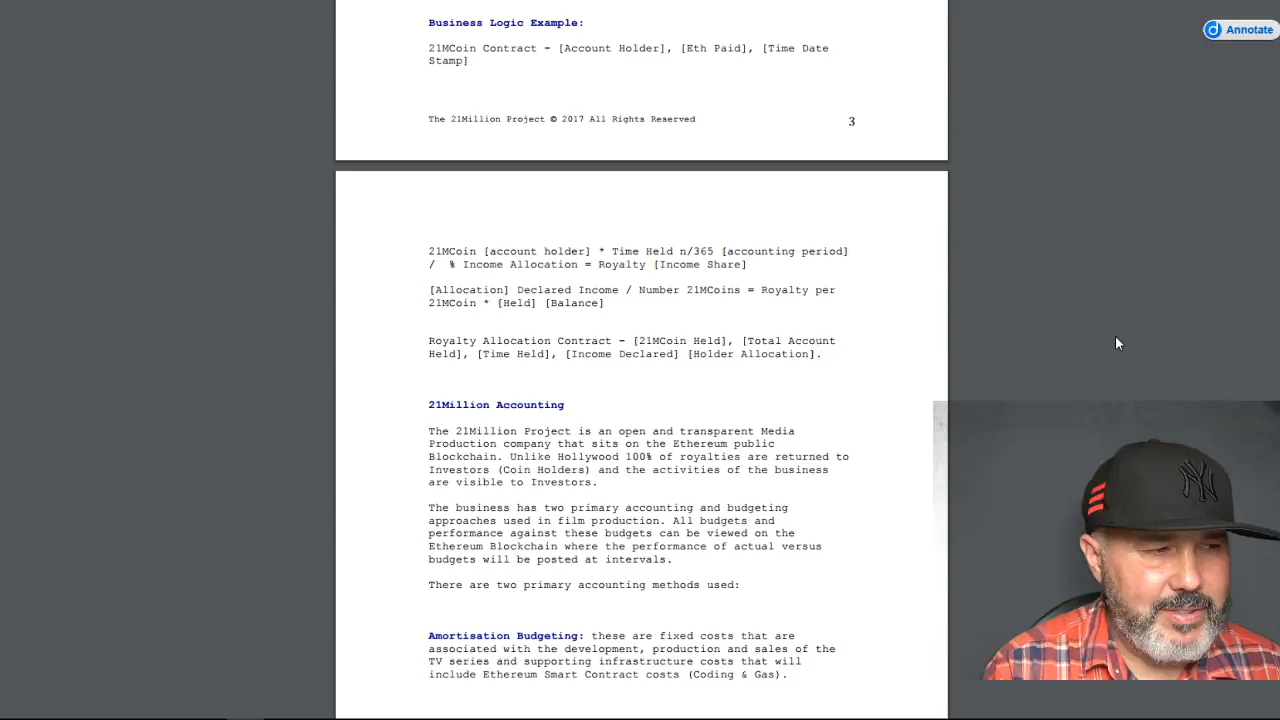 Business Logic Example:
Annotate
21MCoin Contract – [Account Holder], [Eth Paid], [Time Date
Stamp]
The 21Million Project © 2017 All Rights Reserved
3
21MCoin [account holder] * Time Held n/365 [accounting period]
/ % Income Allocation = Royalty [Income Share]
[Allocation] Declared Income / Number 21MCoins = Royalty per
21MCoin * [Held] [Balance]
Royalty Allocation Contract – [21MCoin Held], [Total Account
Held], [Time Held], [Income Declared] [Holder Allocation].
21Million Accounting
The 21Million Project is an open and transparent Media
Production company that sits on the Ethereum public
Blockchain. Unlike Hollywood 100% of royalties are returned to
Investors (Coin Holders) and the activities of the business
are visible to Investors.
The business has two primary accounting and budgeting
approaches used in film production. All budgets and
performance against these budgets can be viewed on the
Ethereum Blockchain where the performance of actual versus
budgets will be posted at intervals.
There are two primary accounting methods used:
Amortisation Budgeting: these are fixed costs that are
associated with the development, production and sales of the
TV series and supporting infrastructure costs that will
include Ethereum Smart Contract costs (Coding & Gas).
NY